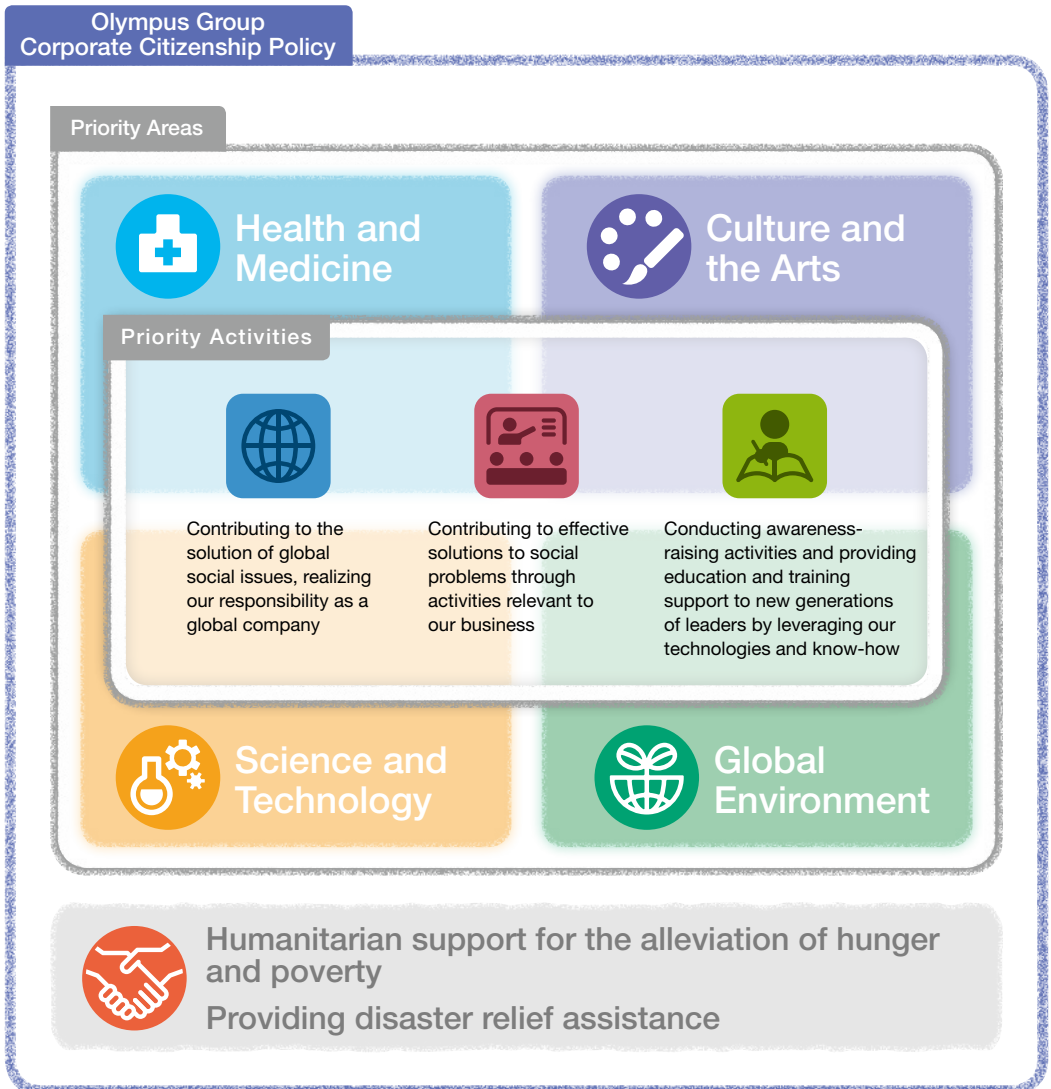 Olympus Group
Corporate Citizenship Policy
Priority Areas
Health and
Medicine
Culture and
the Arts
Priority Activities
Contributing to the
solution of global
social issues, realizing
our responsibility as a
global company
Contributing to effective
solutions to social
problems through
activities relevant to
our business
Conducting awareness-
raising activities and providing
education and training
support to new generations
of leaders by leveraging our
technologies and know-how
Science and
Technology
Global
Environment
Humanitarian support for the alleviation of hunger
and poverty
Providing disaster relief assistance